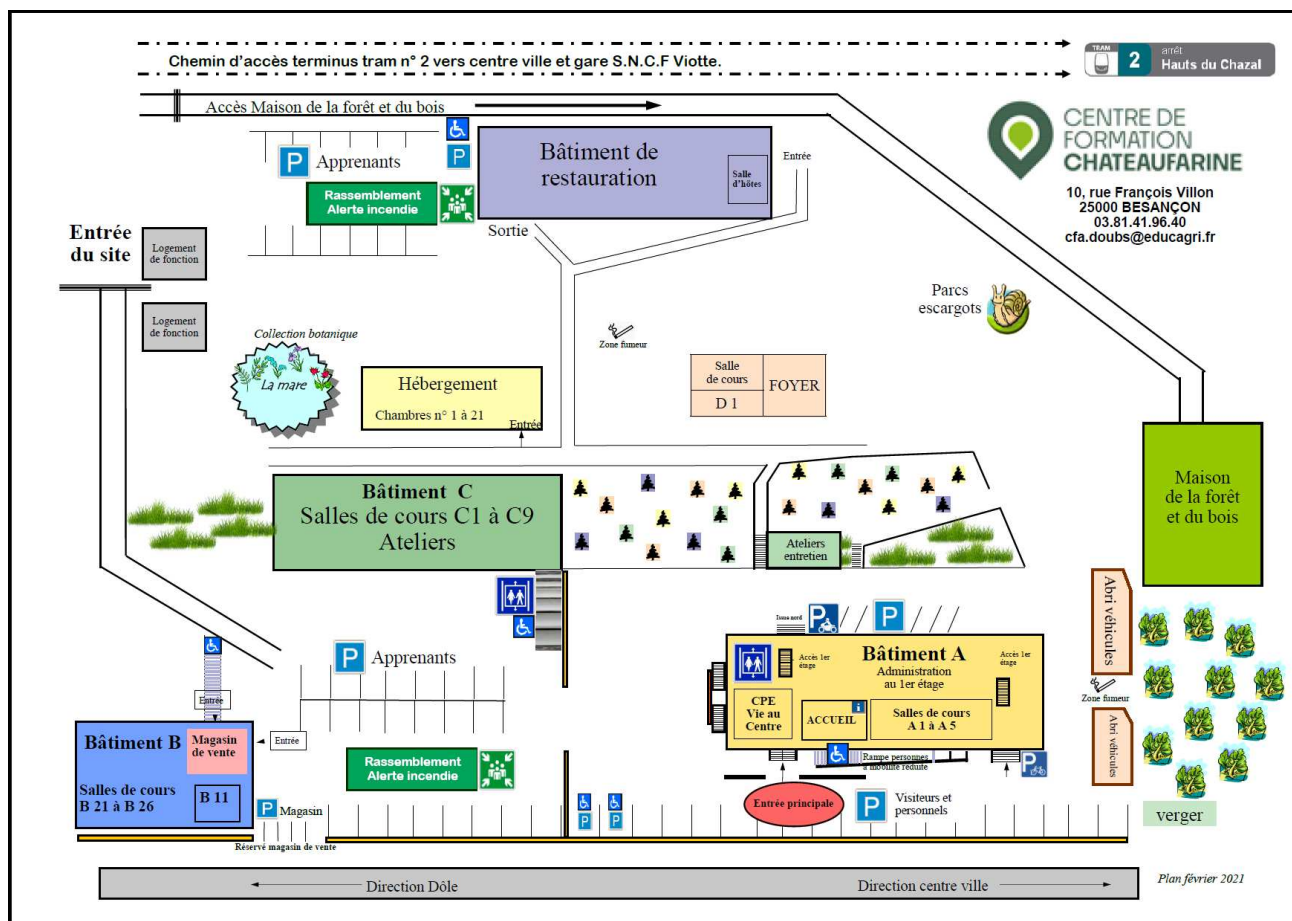 Chemin d'accès terminus tram n° 2 vers centre ville et gare S.N.C.F Viotte.
TRAM
2
arrêt
Hauts du Chazal
Accès Maison de la forêt et du bois
CENTRE DE
FORMATION
CHATEAUFARINE
10, rue François Villon
25000 BESANÇON
03.81.41.96.40
cfa.doubs@educagri.fr
P
Apprenants
P
Rassemblement
Alerte incendie
Bâtiment de
restauration
Salle
d'hôtes
Entrée
Sortie
Entrée
du site
Logement
de fonction
Logement
de fonction
Parcs
escargots
Collection botanique
La mare
Zone fumeur
Hébergement
Chambres n° 1 à 21
Entrée
Salle
de cours
D 1
FOYER
Bâtiment C
Salles de cours C1 à C9
Ateliers
Ateliers
entretien
Maison
de la forêt
et du bois
Abri véhicules
Zone fumeur
Abri véhicules
verger
P
Apprenants
P
P
Bâtiment A
Administration
au 1er étage
Accès 1er
étage
Accès 1er
étage
CPE
Vie au
Centre
ACCUEIL
i
Salles de cours
A 1 à A 5
Rampe personnes
à mobilité réduite
P
Entrée principale
P
Visiteurs et
personnels
Entrée
Entrée
Bâtiment B
Magasin
de vente
Salles de cours
B 21 à B 26
B 11
Rassemblement
Alerte incendie
P
Magasin
Réservé magasin de vente
P
P
Direction Dôle
Direction centre ville
Plan février 2021